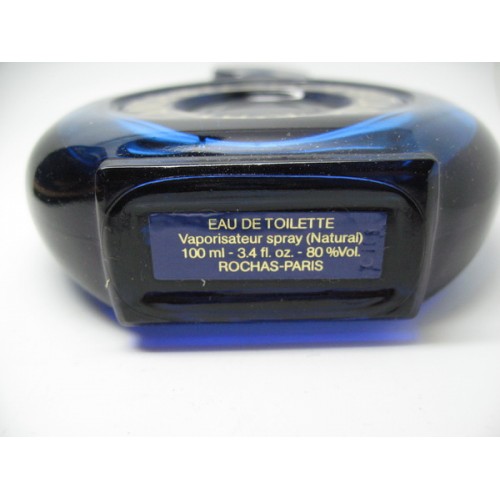 EAU DE TOILETTE
Vaporisateur spray (Natural)
100 ml - 3.4 fl. oz. - 80 %Vol.
ROCHAS-PARIS